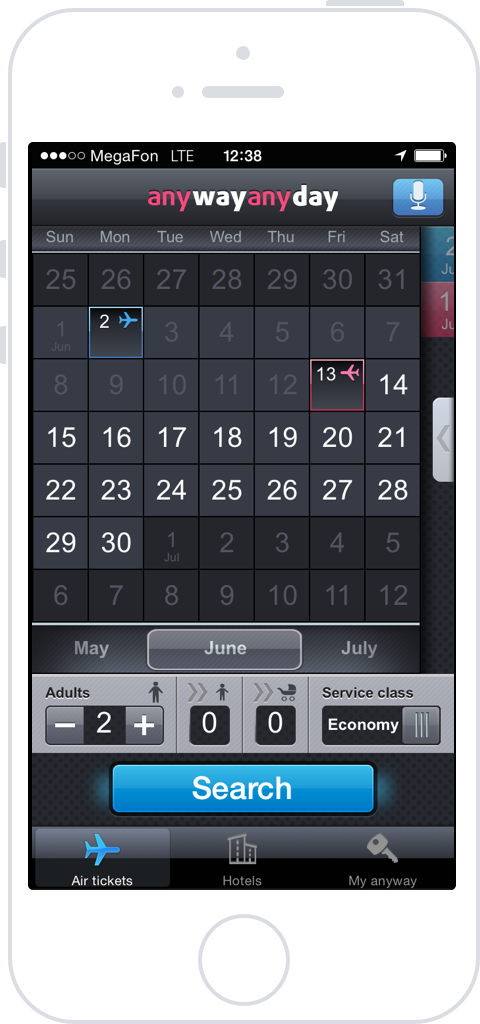 MegaFon LTE 12:38
anywayanyday
Sun Mon Tue Wed Thu Fri Sat
25 26 27 28 29 30 31
1 Jun 2 3 4 5 6 7
8 9 10 11 12 13 14
15 16 17 18 19 20 21
22 23 24 25 26 27 28
29 30 1 Jul 2 3 4 5
6 7 8 9 10 11 12
May June July
Adults Service class
2 0 0 Economy
Search
Air tickets Hotels My anyway